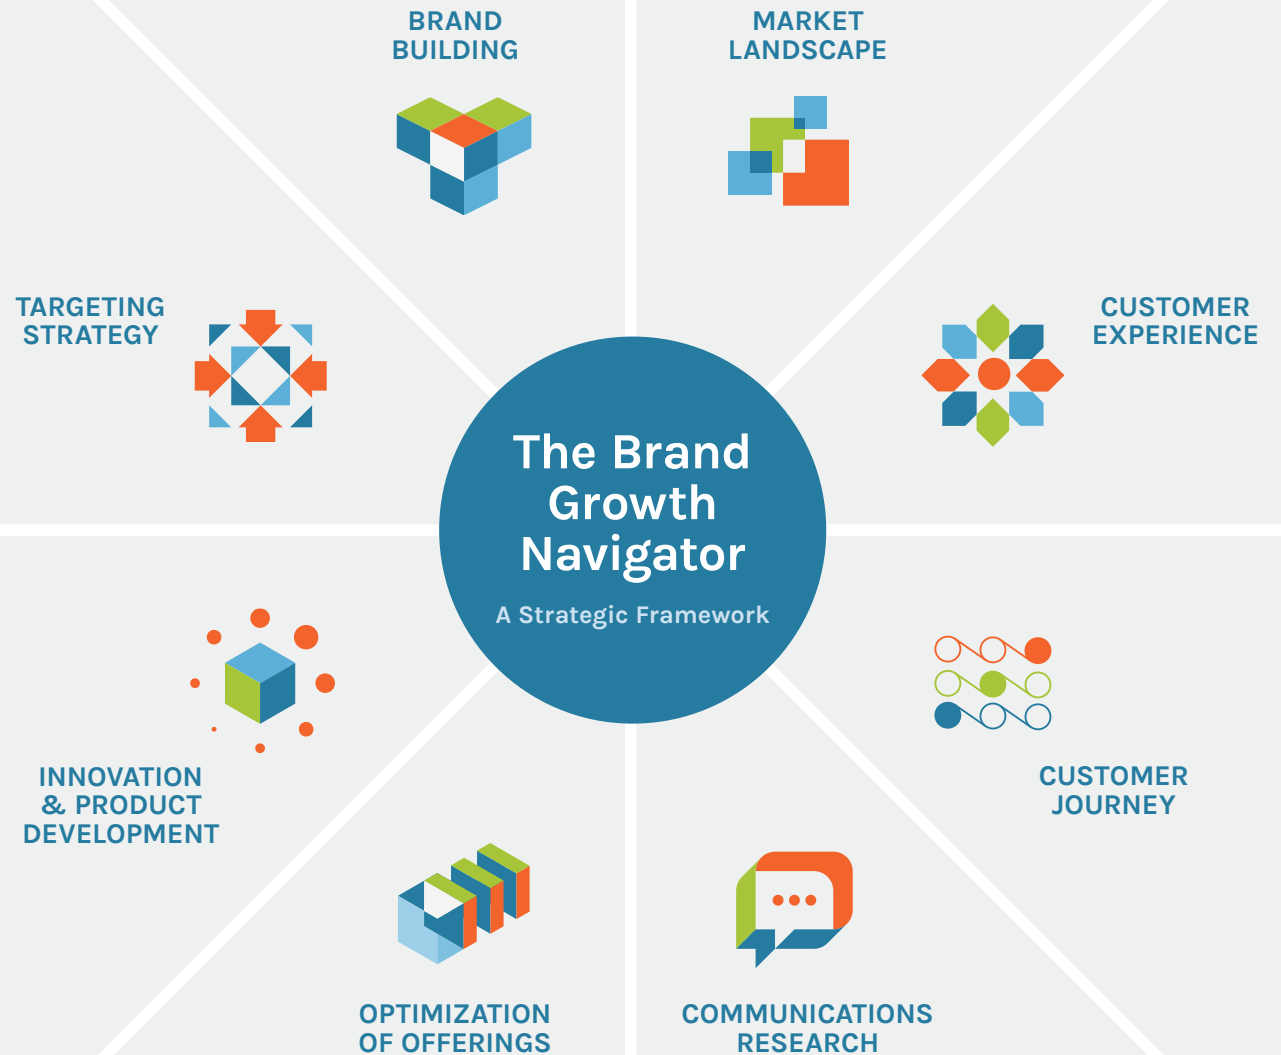 BRAND
BUILDING
MARKET
LANDSCAPE
TARGETING
STRATEGY
CUSTOMER
EXPERIENCE
The Brand
Growth
Navigator
A Strategic Framework
INNOVATION
& PRODUCT
DEVELOPMENT
CUSTOMER
JOURNEY
OPTIMIZATION
OF OFFERINGS
COMMUNICATIONS
RESEARCH